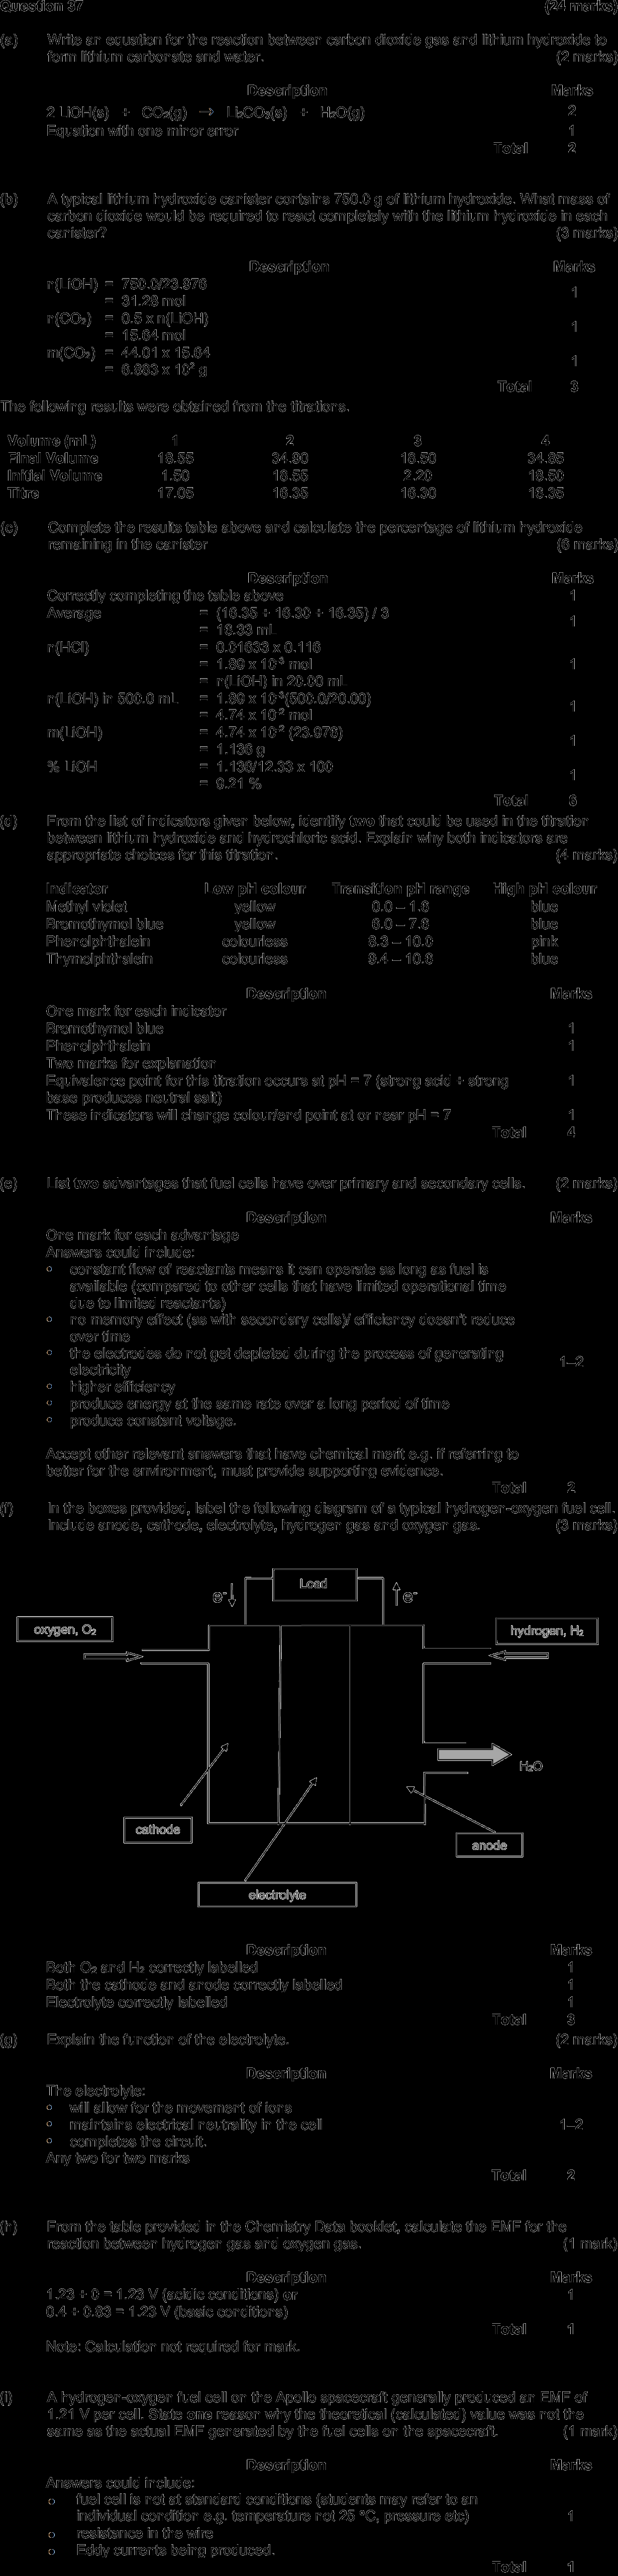 Question 37 (24 marks)
(a) Write an equation for the reaction between carbon dioxide gas and lithium hydroxide to
form lithium carbonate and water. (2 marks)
Description Marks
2 LiOH(s) + CO₂(g) → Li₂CO₃(s) + H₂O(g) 2
Equation with one minor error 1
Total 2
(b) A typical lithium hydroxide canister contains 750.0 g of lithium hydroxide. What mass of
carbon dioxide would be required to react completely with the lithium hydroxide in each
canister? (3 marks)
Description Marks
n(LiOH) = 750.0/23.976
= 31.28 mol 1
n(CO₂) = 0.5 x n(LiOH)
= 15.64 mol 1
m(CO₂) = 44.01 x 15.64
= 6.883 x 10² g 1
Total 3
The following results were obtained from the titrations.
Volume (mL) 1 2 3 4
Final Volume 18.55 34.90 18.50 34.85
Initial Volume 1.50 18.55 2.20 18.50
Titre 17.05 16.35 16.30 16.35
(c) Complete the results table above and calculate the percentage of lithium hydroxide
remaining in the canister (6 marks)
Description Marks
Correctly completing the table above 1
Average = (16.35 + 16.30 + 16.35) / 3
= 16.33 mL 1
n(HCl) = 0.01633 x 0.116
= 1.89 x 10⁻³ mol 1
= n(LiOH) in 20.00 mL
n(LiOH) in 500.0 mL = 1.89 x 10⁻³(500.0/20.00)
= 4.74 x 10⁻² mol 1
m(LiOH) = 4.74 x 10⁻² (23.976)
= 1.136 g 1
% LiOH = 1.136/12.33 x 100
= 9.21 % 1
Total 6
(d) From the list of indicators given below, identify two that could be used in the titration
between lithium hydroxide and hydrochloric acid. Explain why both indicators are
appropriate choices for this titration. (4 marks)
Indicator Low pH colour Transition pH range High pH colour
Methyl violet yellow 0.0 – 1.6 blue
Bromothymol blue yellow 6.0 – 7.6 blue
Phenolphthalein colourless 8.3 – 10.0 pink
Thymolphthalein colourless 9.4 – 10.6 blue
Description Marks
One mark for each indicator
Bromothymol blue 1
Phenolphthalein 1
Two marks for explanation
Equivalence point for this titration occurs at pH = 7 (strong acid + strong 1
base produces neutral salt)
These indicators will change colour/end point at or near pH = 7 1
Total 4
(e) List two advantages that fuel cells have over primary and secondary cells. (2 marks)
Description Marks
One mark for each advantage
Answers could include:
• constant flow of reactants means it can operate as long as fuel is
available (compared to other cells that have limited operational time
due to limited reactants)
• no memory effect (as with secondary cells)/ efficiency doesn't reduce
over time
• the electrodes do not get depleted during the process of generating
electricity 1–2
• higher efficiency
• produce energy at the same rate over a long period of time
• produce constant voltage.
Accept other relevant answers that have chemical merit e.g. if referring to
better for the environment, must provide supporting evidence.
Total 2
(f) In the boxes provided, label the following diagram of a typical hydrogen-oxygen fuel cell.
Include anode, cathode, electrolyte, hydrogen gas and oxygen gas. (3 marks)
Load
e⁻ e⁻
oxygen, O₂ hydrogen, H₂
H₂O
cathode
anode
electrolyte
Description Marks
Both O₂ and H₂ correctly labelled 1
Both the cathode and anode correctly labelled 1
Electrolyte correctly labelled 1
Total 3
(g) Explain the function of the electrolyte. (2 marks)
Description Marks
The electrolyte:
• will allow for the movement of ions
• maintains electrical neutrality in the cell 1–2
• completes the circuit.
Any two for two marks
Total 2
(h) From the table provided in the Chemistry Data booklet, calculate the EMF for the
reaction between hydrogen gas and oxygen gas. (1 mark)
Description Marks
1.23 + 0 = 1.23 V (acidic conditions) or 1
0.4 + 0.83 = 1.23 V (basic conditions)
Total 1
Note: Calculation not required for mark.
(i) A hydrogen-oxygen fuel cell on the Apollo spacecraft generally produced an EMF of
1.21 V per cell. State one reason why the theoretical (calculated) value was not the
same as the actual EMF generated by the fuel cells on the spacecraft. (1 mark)
Description Marks
Answers could include:
o fuel cell is not at standard conditions (students may refer to an
individual condition e.g. temperature not 25 °C, pressure etc) 1
o resistance in the wire
o Eddy currents being produced.
Total 1